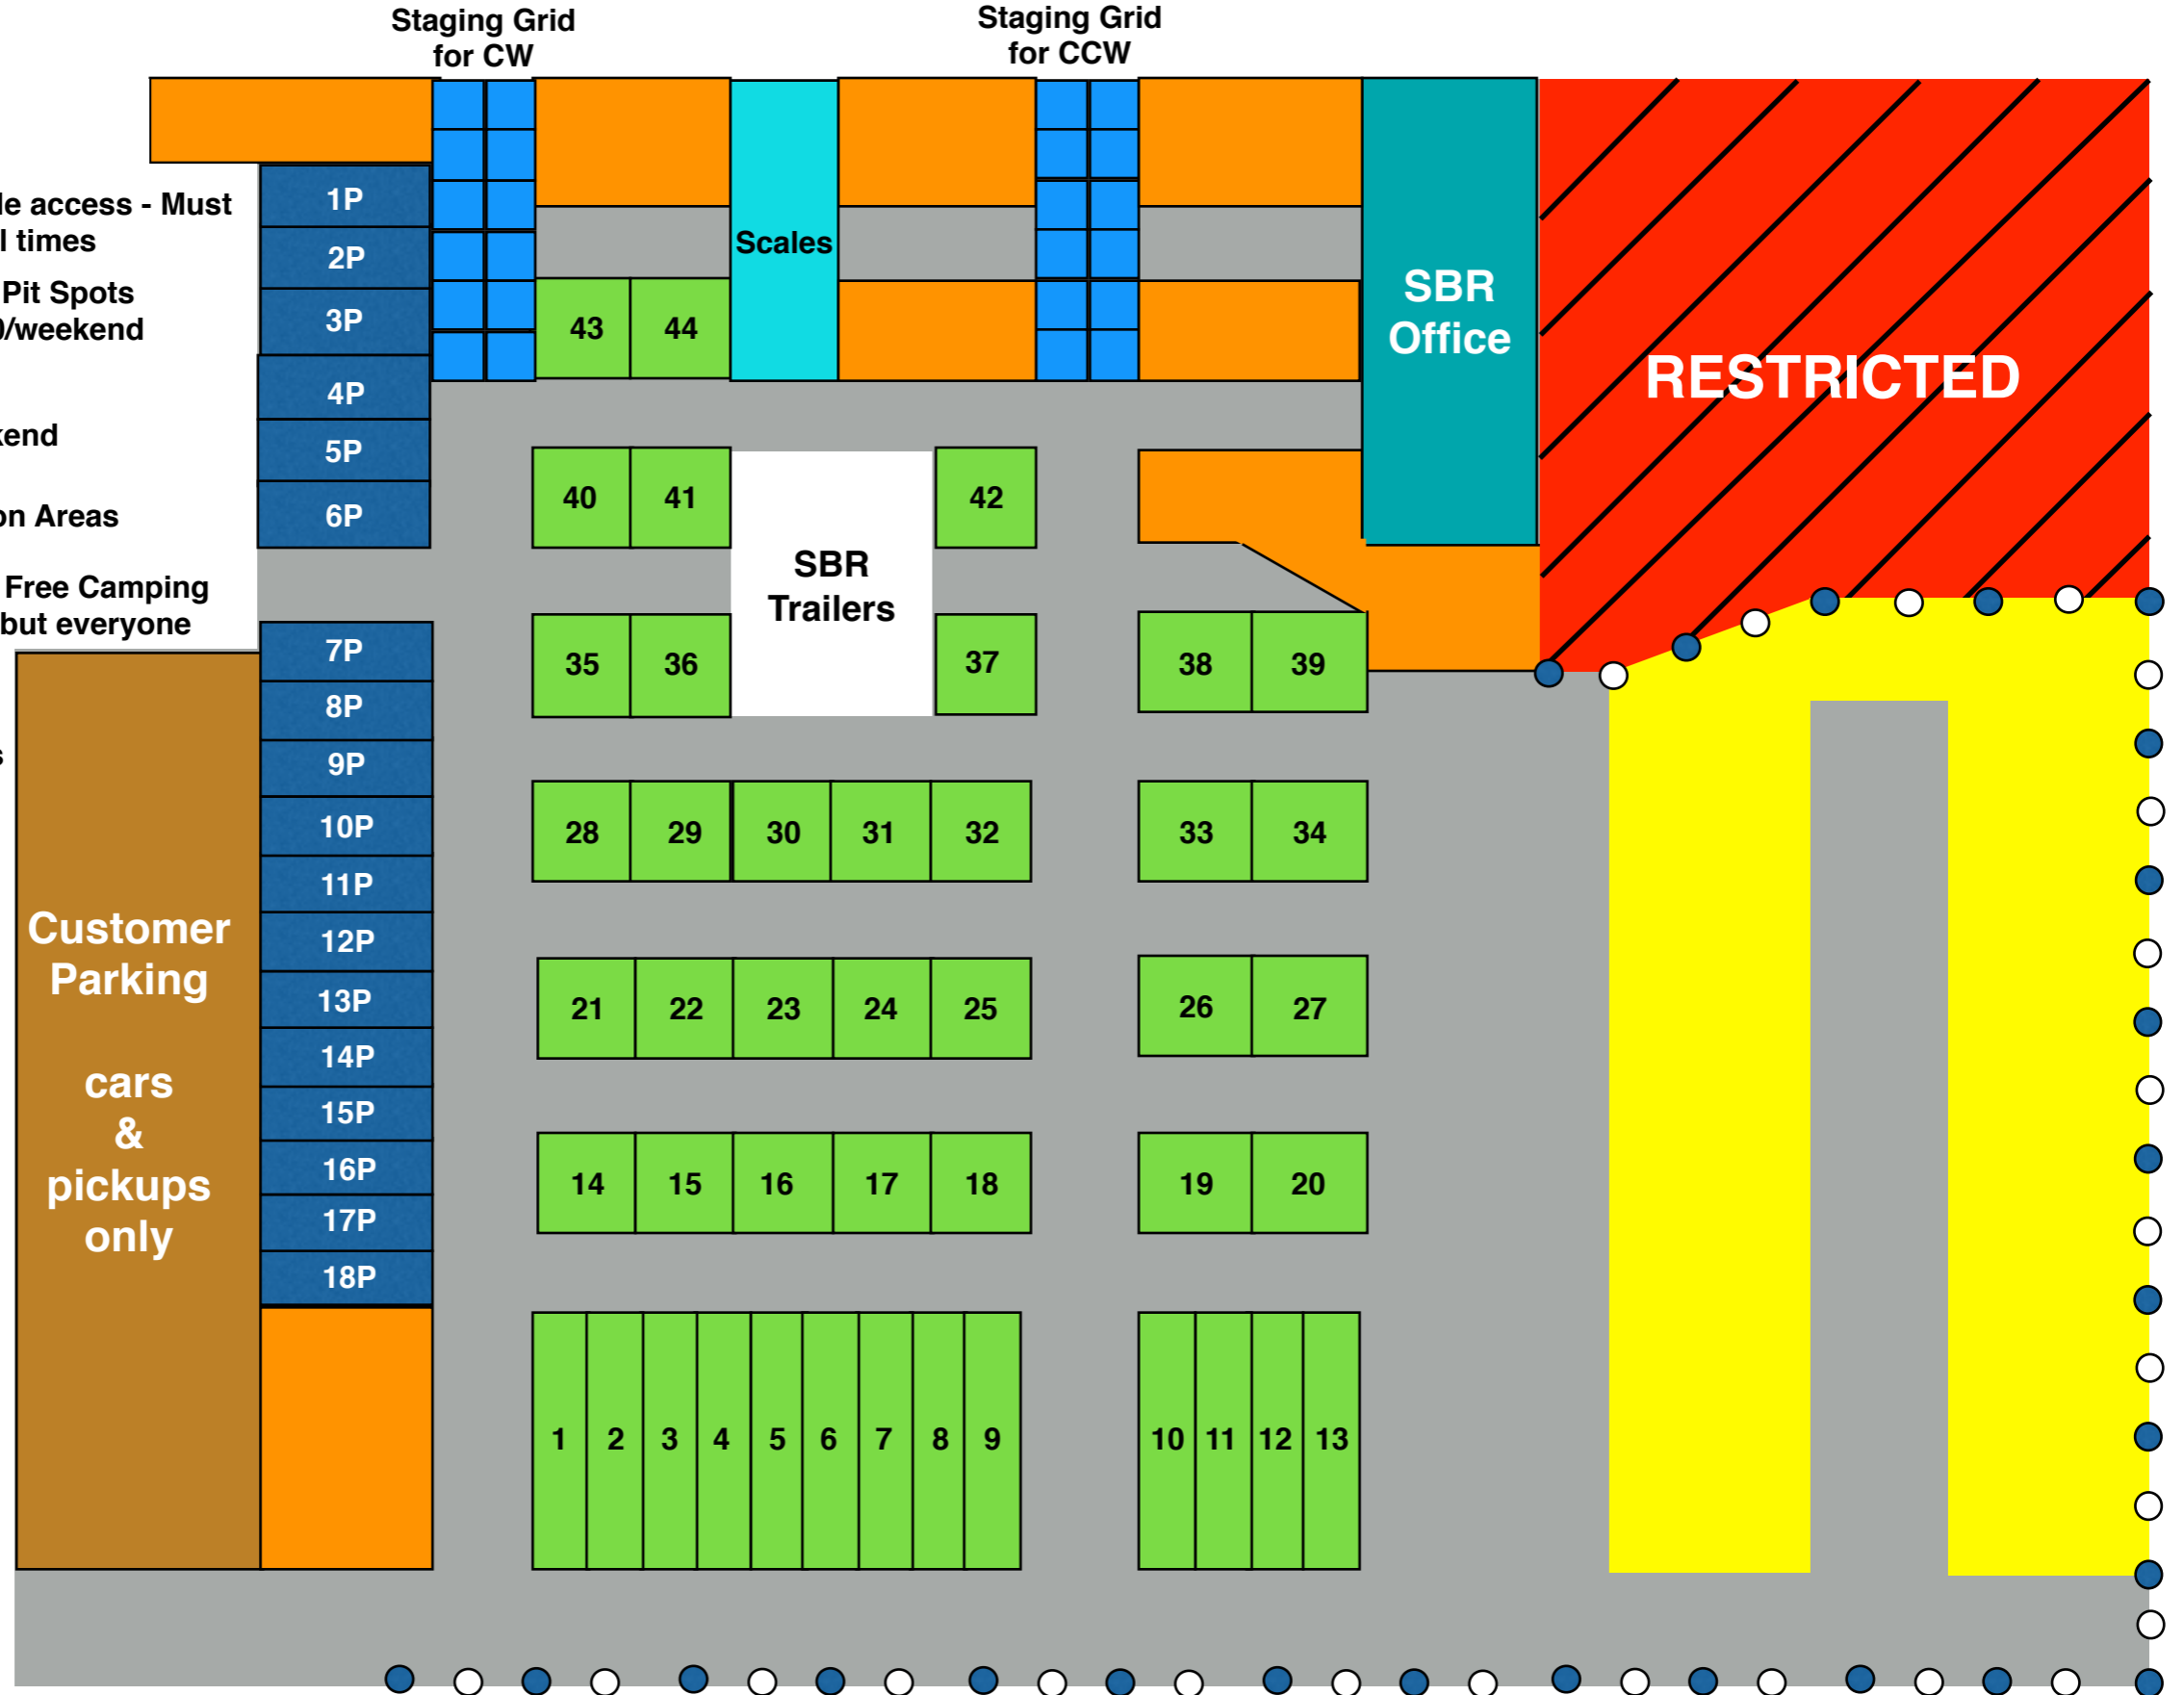 Staging Grid
for CW
Staging Grid
for CCW
1P
2P
3P
4P
5P
6P
7P
8P
9P
10P
11P
12P
13P
14P
15P
16P
17P
18P
access - Must
times
Pit Spots
/weekend
Areas
Free Camping
but everyone
Scales
SBR
Office
RESTRICTED
43 44
40 41 42
SBR
Trailers
35 36 37 38 39
28 29 30 31 32 33 34
21 22 23 24 25 26 27
14 15 16 17 18 19 20
1 2 3 4 5 6 7 8 9 10 11 12 13
Customer
Parking
cars
&
pickups
only